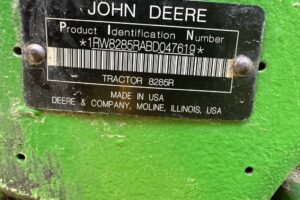 JOHN DEERE
Product Identification Number
*1RW8285RABD047619*
TRACTOR 8285R
MADE IN USA
DEERE & COMPANY, MOLINE, ILLINOIS, USA